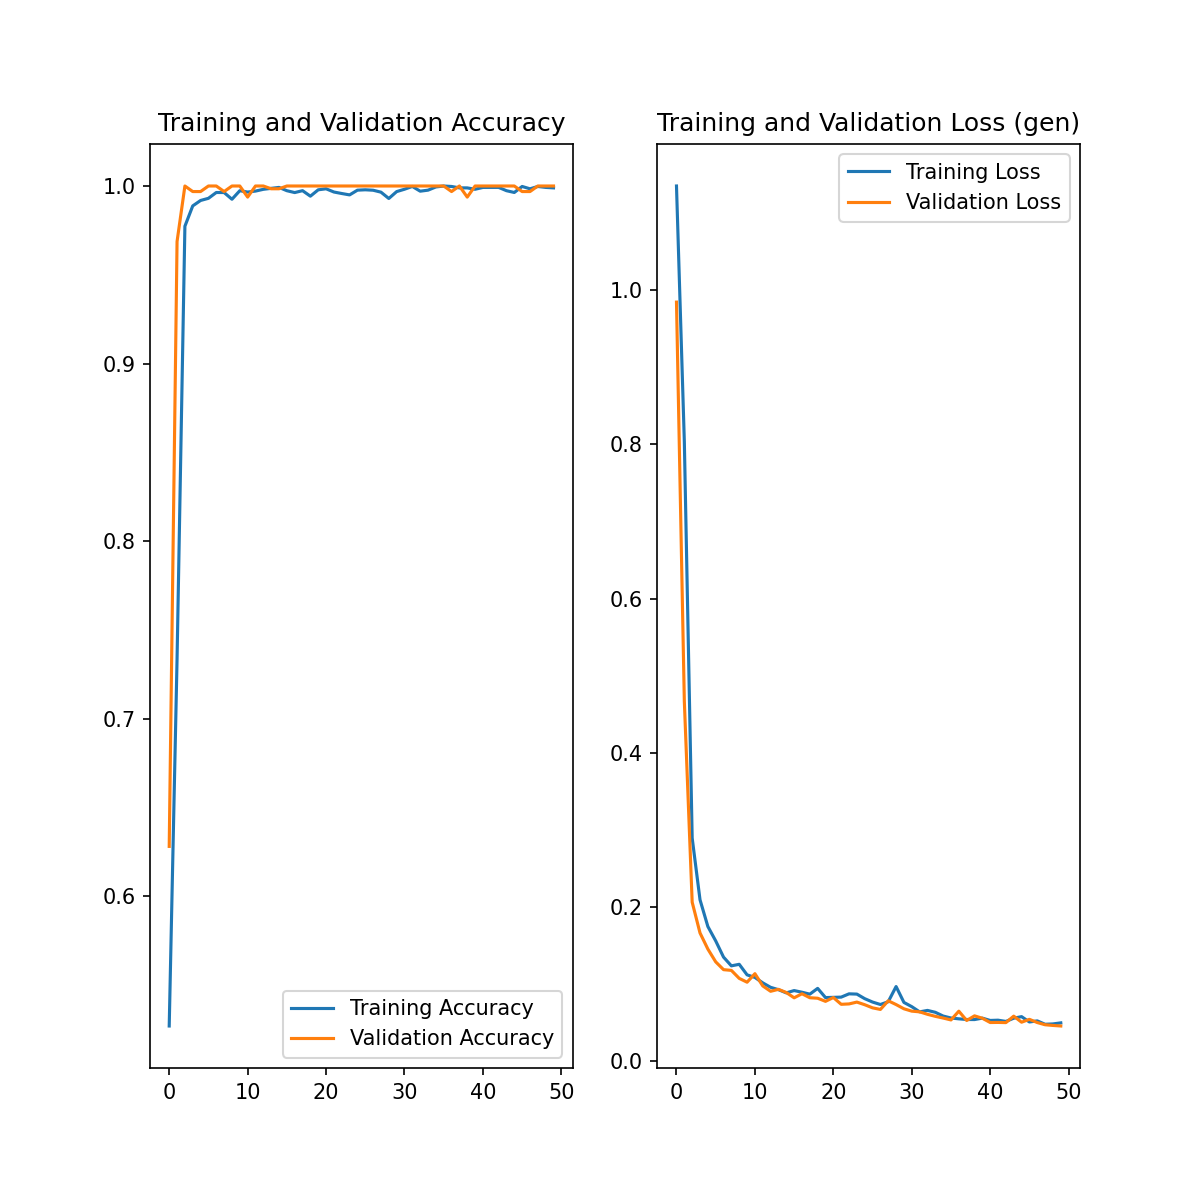 Training and Validation Accuracy
1.0
0.9
0.8
0.7
0.6
Training Accuracy
Validation Accuracy
0 10 20 30 40 50
Training and Validation Loss (gen)
Training Loss
Validation Loss
1.0
0.8
0.6
0.4
0.2
0.0
0 10 20 30 40 50